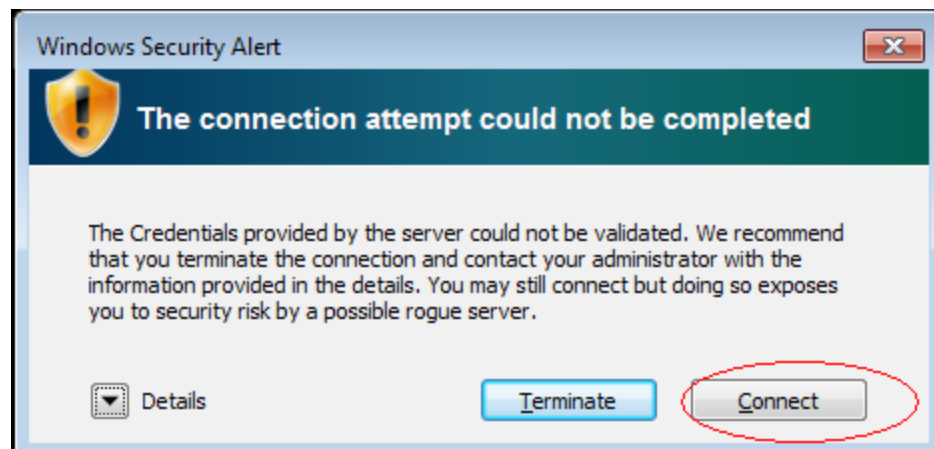 Windows Security Alert
The connection attempt could not be completed
The Credentials provided by the server could not be validated. We recommend
that you terminate the connection and contact your administrator with the
information provided in the details. You may still connect but doing so exposes
you to security risk by a possible rogue server.
Details
Terminate
Connect